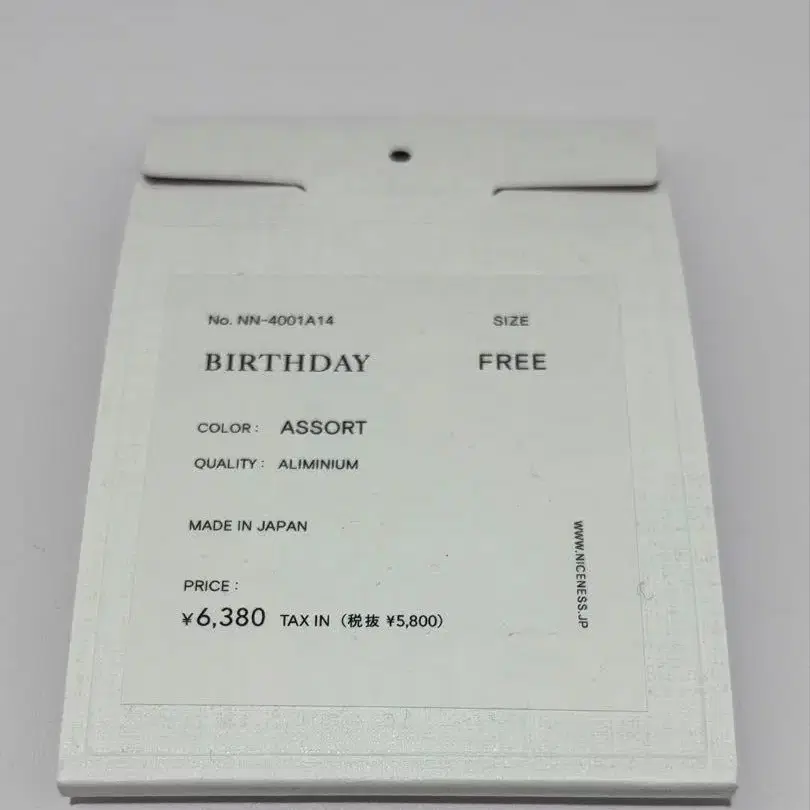 No. NN-4001A14 SIZE
BIRTHDAY FREE
COLOR: ASSORT
QUALITY: ALIMINIUM
MADE IN JAPAN
PRICE:
¥6,380 TAX IN (税抜 ¥5,800)
WWW.NICENESS.JP